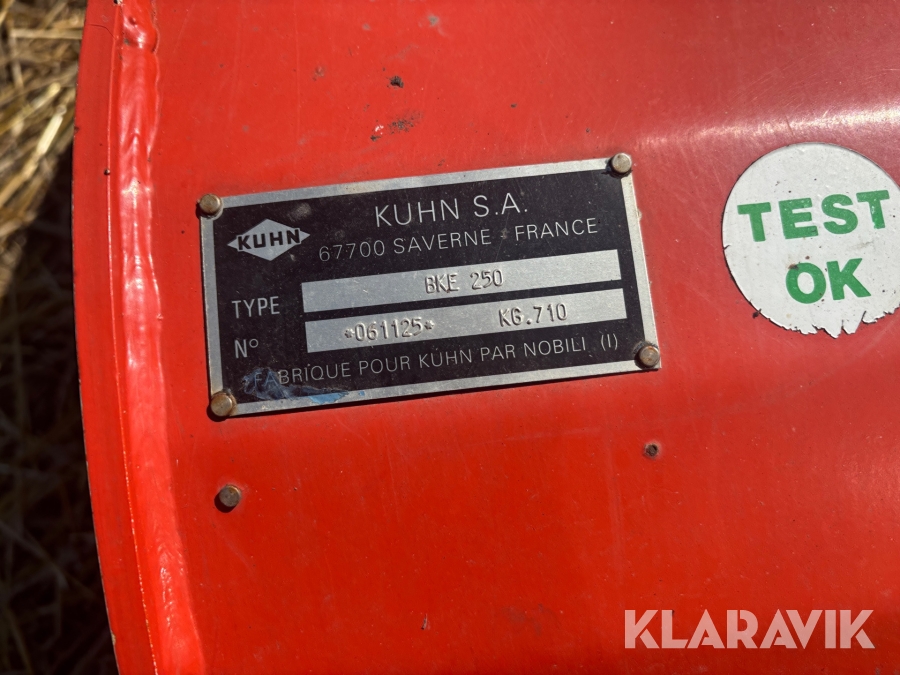 KUHN
KUHN S.A.
67700 SAVERNE - FRANCE
TYPE BKE 250
N° *061125* KG.710
FABRIQUE POUR KUHN PAR NOBILI (I)
TEST
OK
KLARAVIK